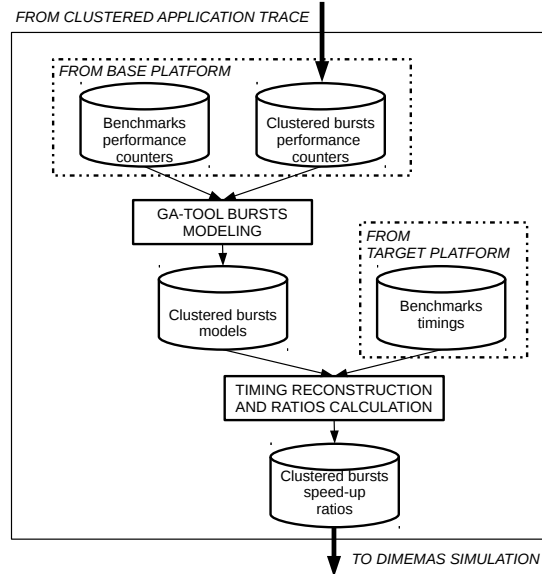 FROM CLUSTERED APPLICATION TRACE
FROM BASE PLATFORM
Benchmarks
performance
counters
Clustered bursts
performance
counters
GA-TOOL BURSTS
MODELING
FROM
TARGET PLATFORM
Clustered bursts
models
Benchmarks
timings
TIMING RECONSTRUCTION
AND RATIOS CALCULATION
Clustered bursts
speed-up
ratios
TO DIMEMAS SIMULATION